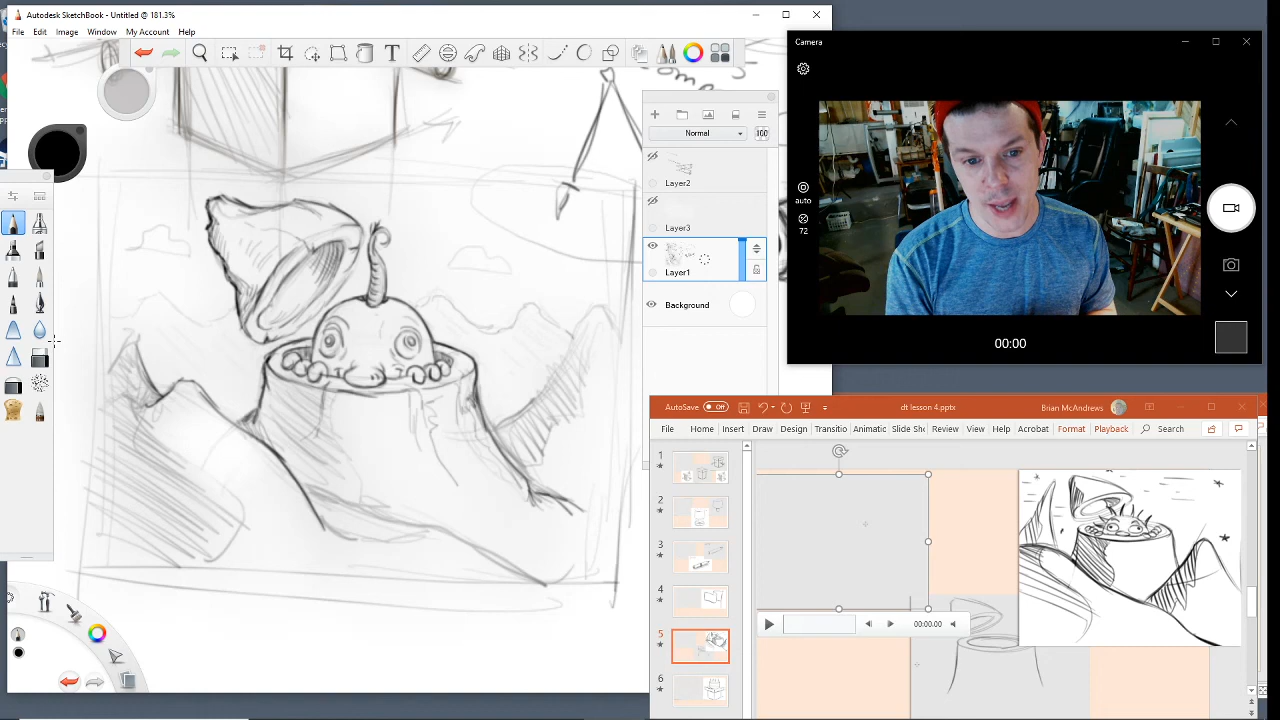 Autodesk SketchBook - Untitled @ 181.3%
File Edit Image Window My Account Help
T
Normal
100
Layer2
Layer3
Layer1
Background
Camera
auto
72
00:00
AutoSave Off
dt lesson 4.pptx
Brian McAndrews
File Home Insert Draw Design Transitio Animatic Slide Sh Review View Help Acrobat Format Playback Search
1
2
3
4
5
6
00:00.00